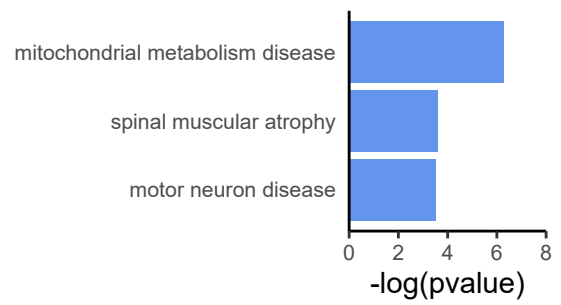 mitochondrial metabolism disease
spinal muscular atrophy
motor neuron disease
0 2 4 6 8
-log(pvalue)